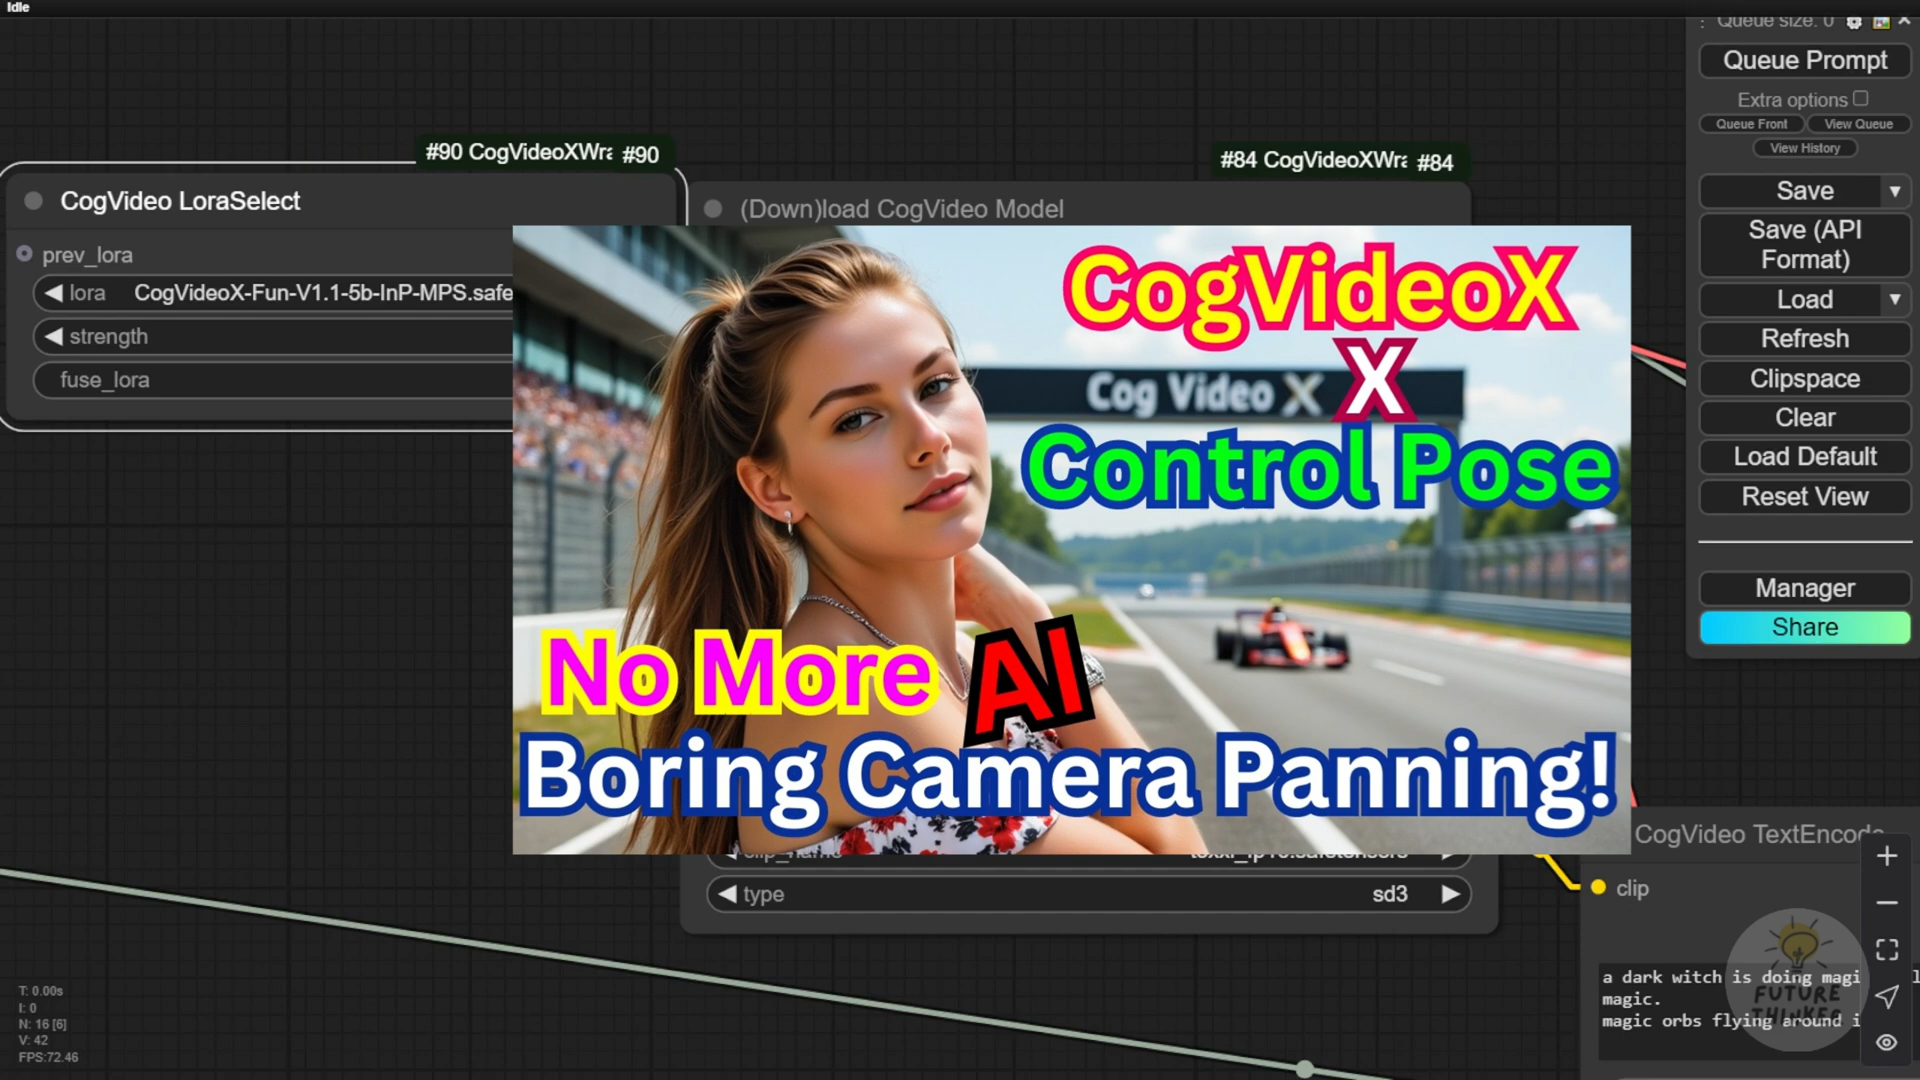 Idle
Queue size: 0
Queue Prompt
Extra options
Queue Front
View Queue
View History
Save
Save (API
Format)
Load
Refresh
Clipspace
Clear
Load Default
Reset View
Manager
Share
#90 CogVideoXWra #90
CogVideo LoraSelect
prev_lora
lora CogVideoX-Fun-V1.1-5b-InP-MPS.safe
strength
fuse_lora
#84 CogVideoXWra #84
(Down)load CogVideo Model
CogVideoX
X
Cog Video X
Control Pose
No More AI
Boring Camera Panning!
clip_name
type sd3
CogVideo TextEncode
clip
a dark witch is doing magi
magic.
magic orbs flying around i
FUTURE
THINKER
T: 0.00s
I: 0
N: 16 [6]
V: 42
FPS:72.46